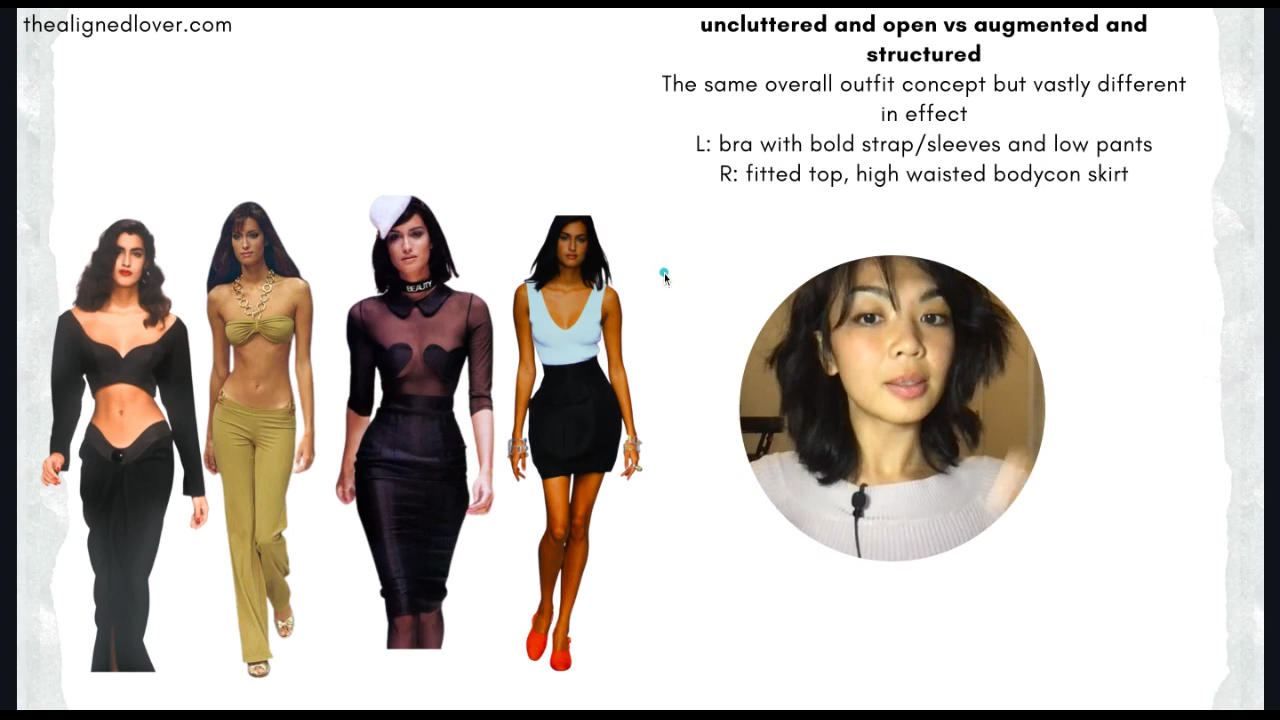 thealignedlover.com
uncluttered and open vs augmented and
structured
The same overall outfit concept but vastly different
in effect
L: bra with bold strap/sleeves and low pants
R: fitted top, high waisted bodycon skirt
BEAUTY